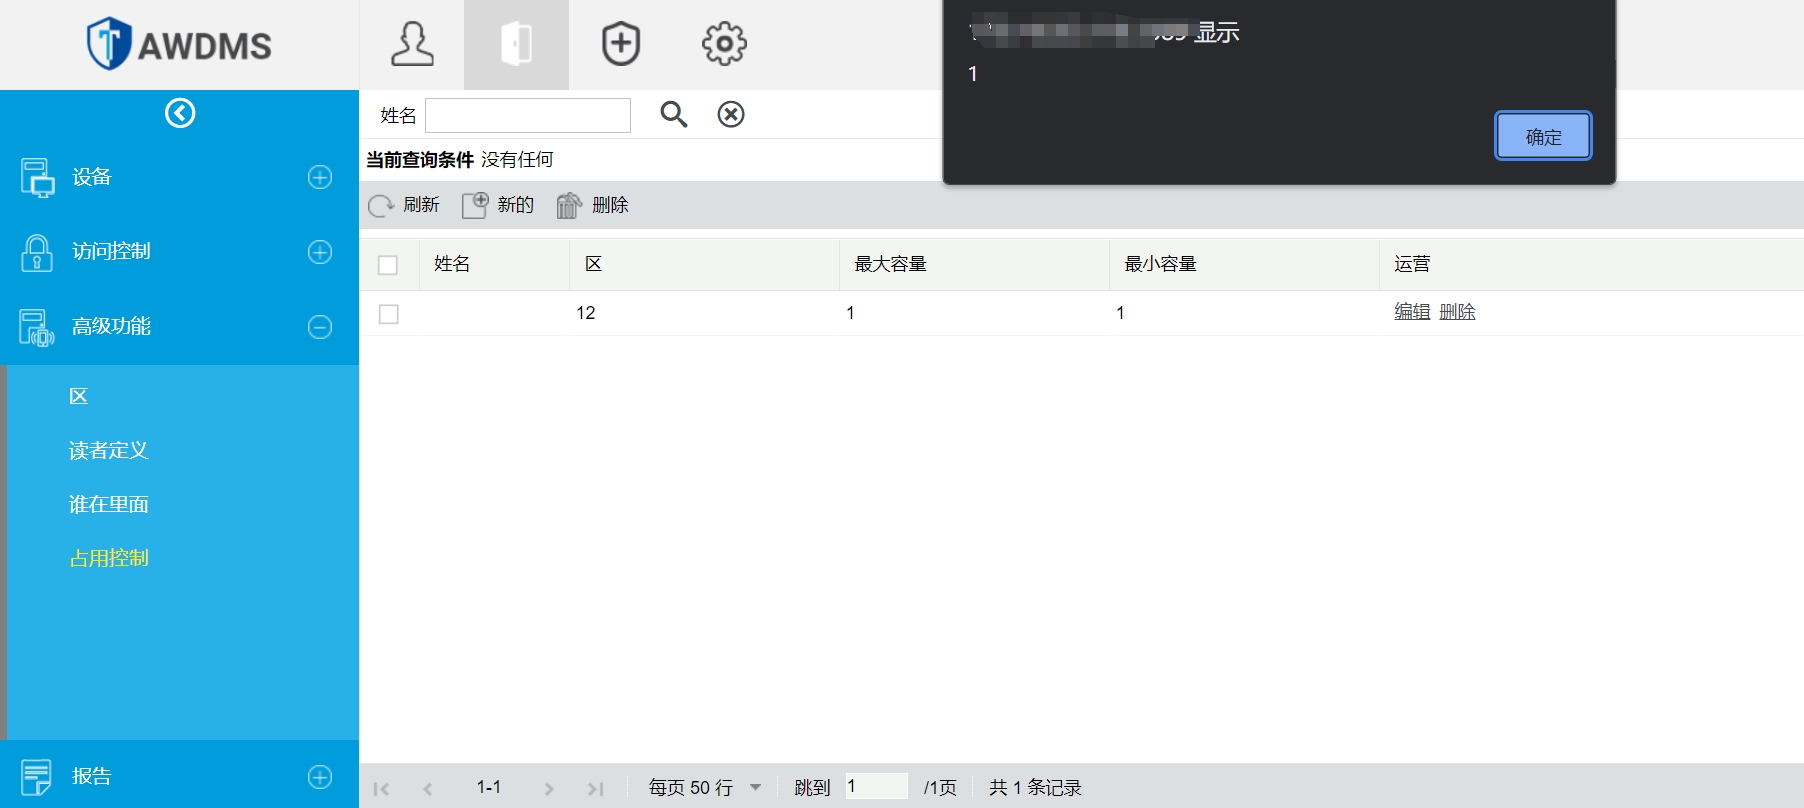 AWDMS
显示
1
确定
设备
访问控制
高级功能
区
读者定义
谁在里面
占用控制
报告
姓名
当前查询条件 没有任何
刷新 新的 删除
姓名 区 最大容量 最小容量 运营
12 1 1 编辑 删除
1-1 每页 50 行 跳到 1 /1页 共 1 条记录